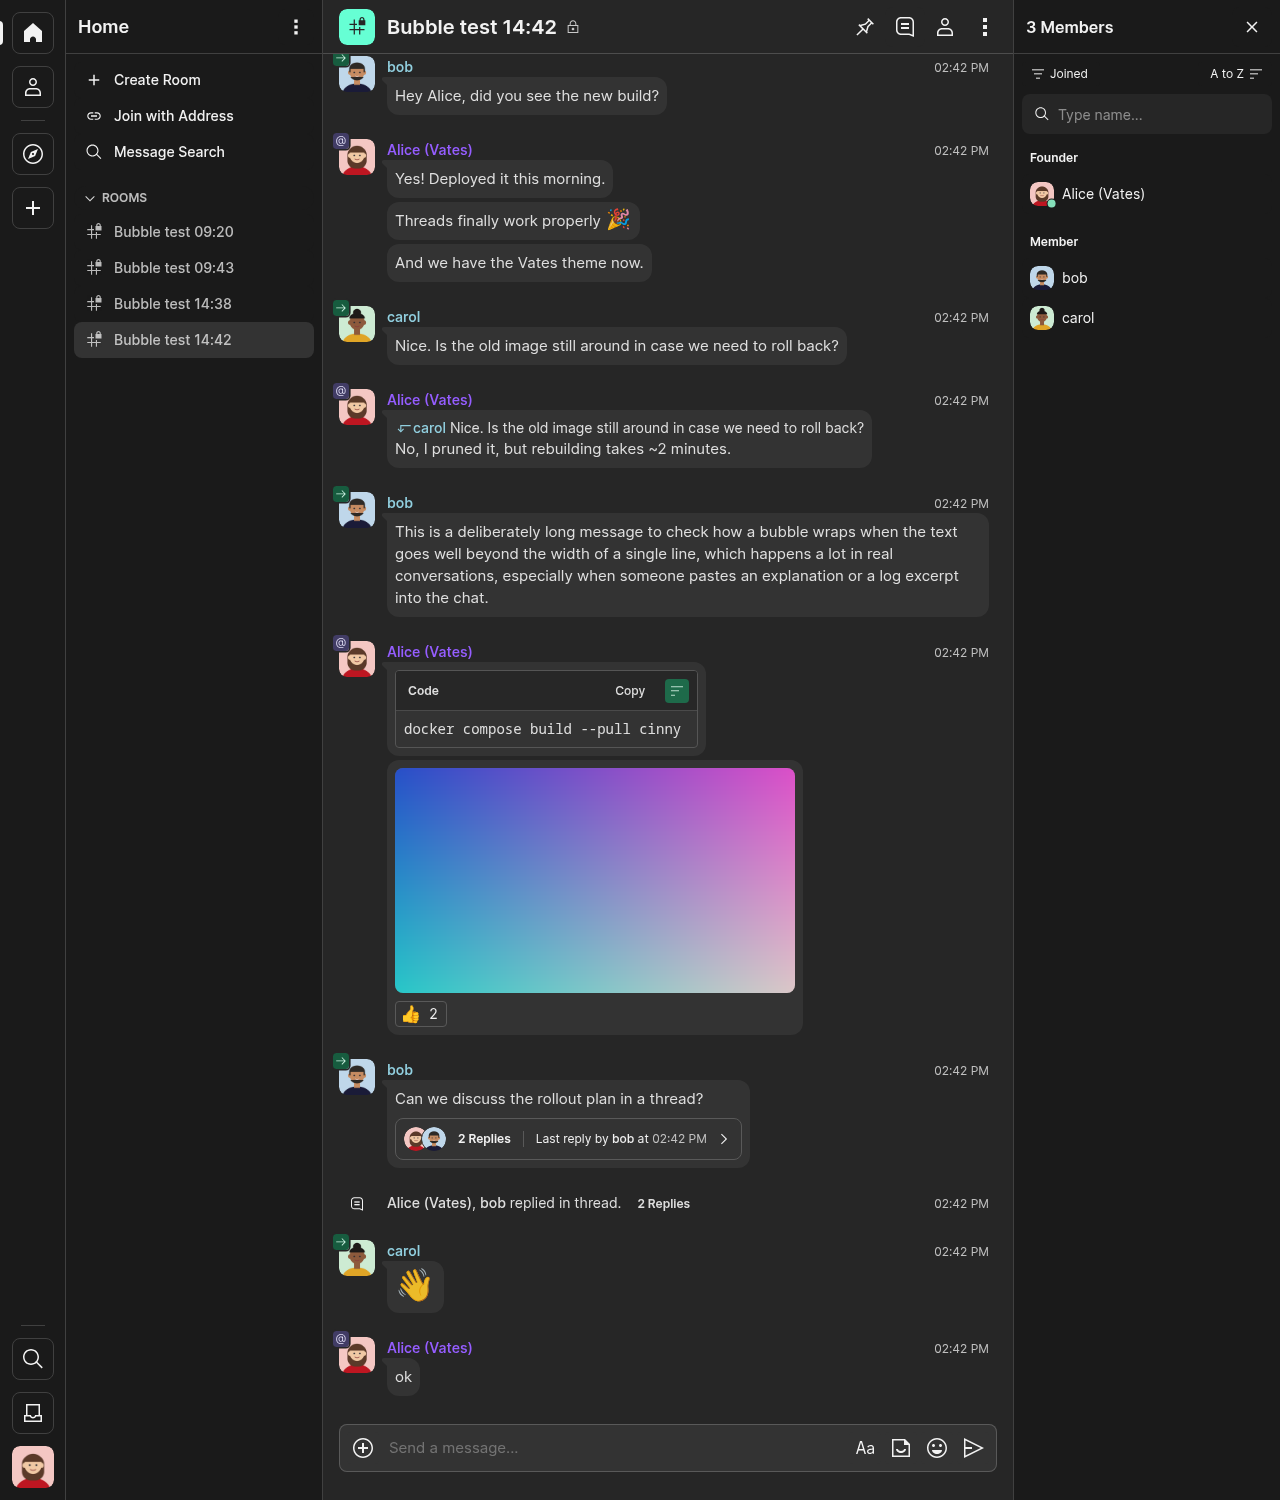 Home
Create Room
Join with Address
Message Search
ROOMS
Bubble test 09:20
Bubble test 09:43
Bubble test 14:38
Bubble test 14:42
Bubble test 14:42
bob 02:42 PM
Hey Alice, did you see the new build?
@
Alice (Vates) 02:42 PM
Yes! Deployed it this morning.
Threads finally work properly 🎉
And we have the Vates theme now.
carol 02:42 PM
Nice. Is the old image still around in case we need to roll back?
@
Alice (Vates) 02:42 PM
carol Nice. Is the old image still around in case we need to roll back?
No, I pruned it, but rebuilding takes ~2 minutes.
bob 02:42 PM
This is a deliberately long message to check how a bubble wraps when the text
goes well beyond the width of a single line, which happens a lot in real
conversations, especially when someone pastes an explanation or a log excerpt
into the chat.
@
Alice (Vates) 02:42 PM
Code Copy
docker compose build --pull cinny
👍 2
bob 02:42 PM
Can we discuss the rollout plan in a thread?
2 Replies Last reply by bob at 02:42 PM
Alice (Vates), bob replied in thread. 2 Replies 02:42 PM
carol 02:42 PM
👋
@
Alice (Vates) 02:42 PM
ok
Send a message...
Aa
3 Members
Joined A to Z
Type name...
Founder
Alice (Vates)
Member
bob
carol